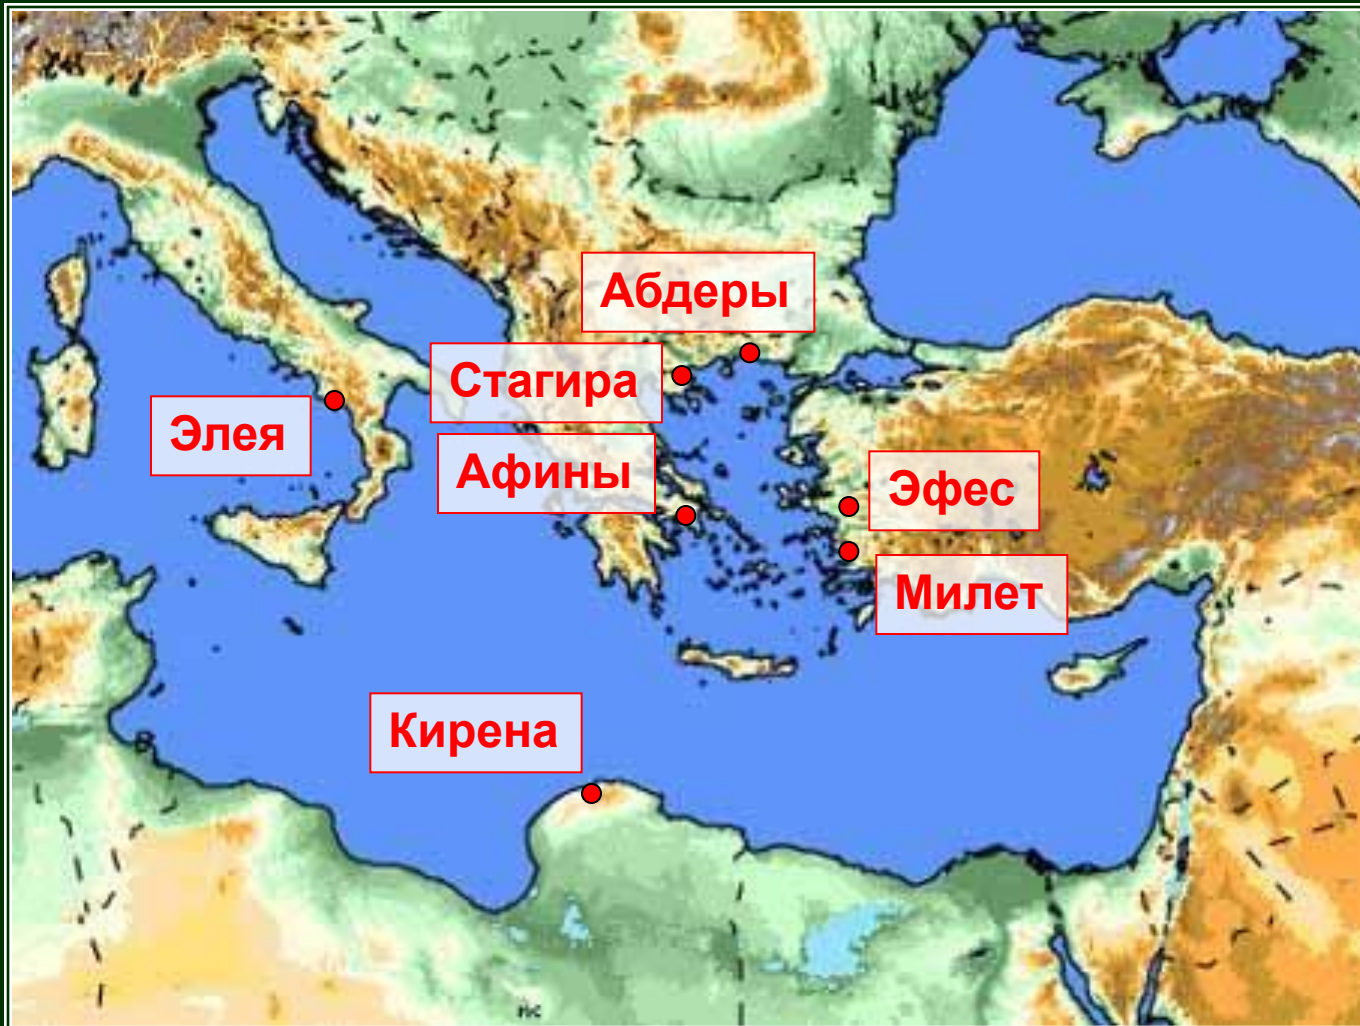 Абдеры
Стагира
Элея
Афины
Эфес
Милет
Кирена